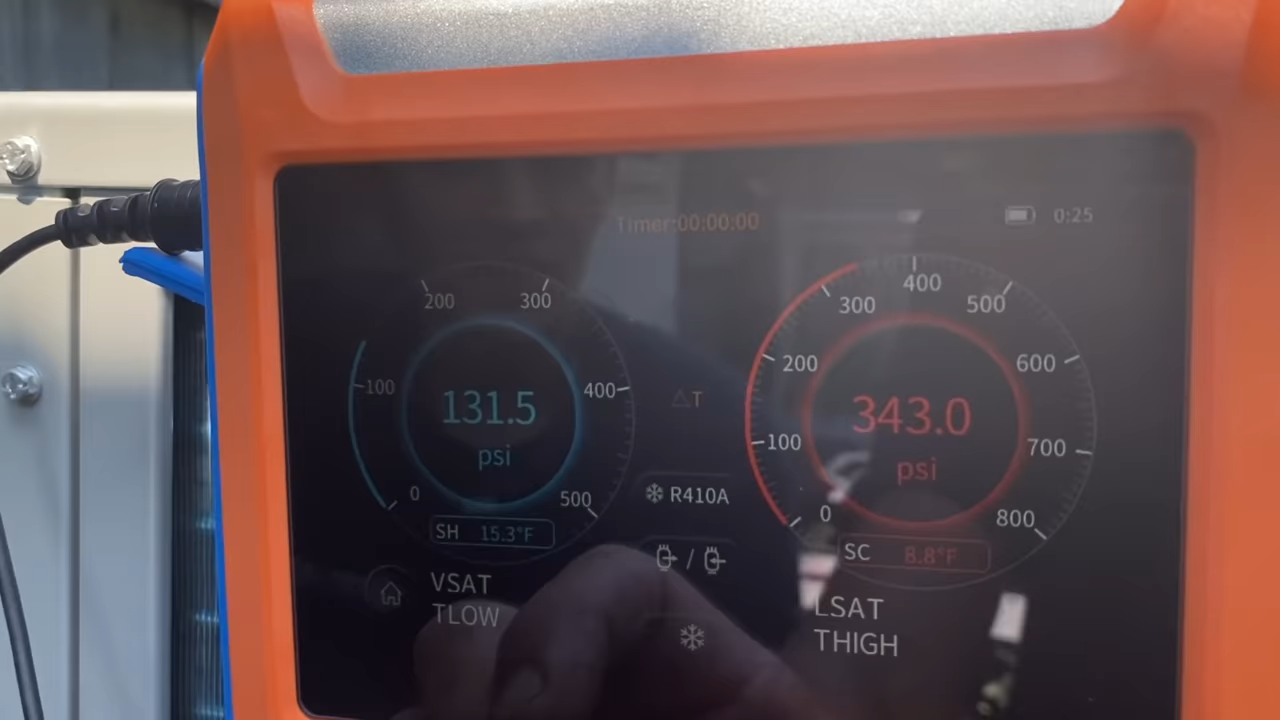 Timer:00:00:00
0:25
200
300
100
400
131.5
psi
0
500
SH 15.3°F
VSAT
TLOW
△T
R410A
/
400
300
500
200
600
343.0
100
700
psi
0
800
SC 8.8°F
LSAT
THIGH